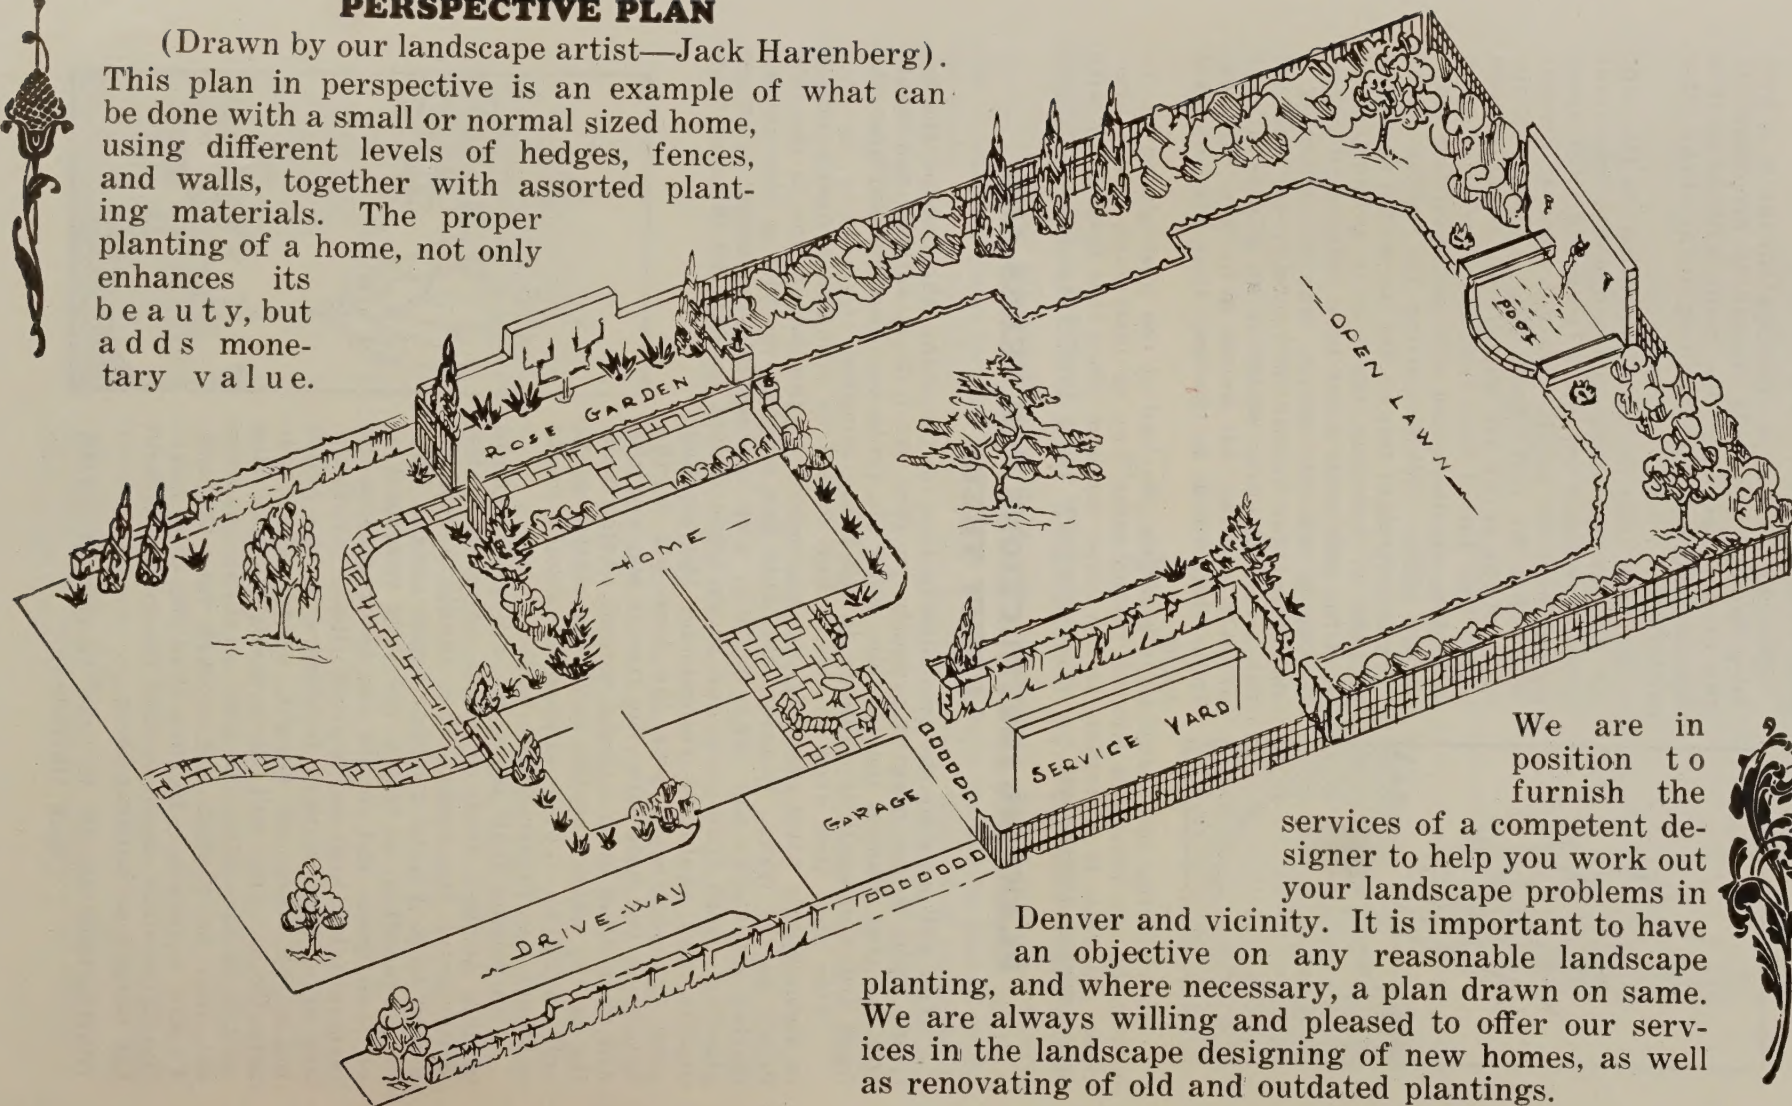 PERSPECTIVE PLAN
(Drawn by our landscape artist—Jack Harenberg).
This plan in perspective is an example of what can
be done with a small or normal sized home,
using different levels of hedges, fences,
and walls, together with assorted plant-
ing materials. The proper
planting of a home, not only
enhances its
beauty, but
adds mone-
tary value.
ROSE GARDEN
OPEN LAWN
POOL
HOME
SERVICE YARD
GARAGE
DRIVE-WAY
We are in
position to
furnish the
services of a competent de-
signer to help you work out
your landscape problems in
Denver and vicinity. It is important to have
an objective on any reasonable landscape
planting, and where necessary, a plan drawn on same.
We are always willing and pleased to offer our serv-
ices in the landscape designing of new homes, as well
as renovating of old and outdated plantings.